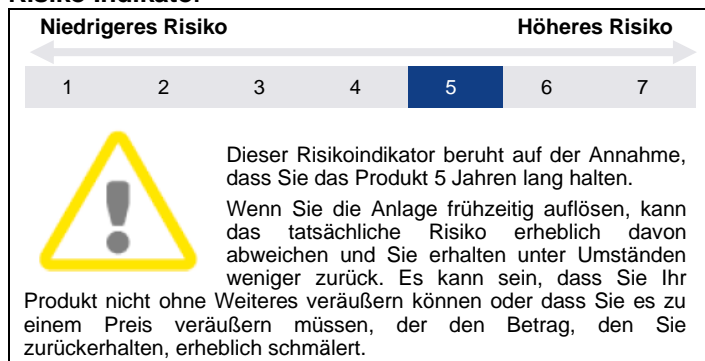 Niedrigeres Risiko Höheres Risiko
1 2 3 4 5 6 7
Dieser Risikoindikator beruht auf der Annahme,
dass Sie das Produkt 5 Jahren lang halten.
Wenn Sie die Anlage frühzeitig auflösen, kann
das tatsächliche Risiko erheblich davon
abweichen und Sie erhalten unter Umständen
weniger zurück. Es kann sein, dass Sie Ihr
Produkt nicht ohne Weiteres veräußern können oder dass Sie es zu
einem Preis veräußern müssen, der den Betrag, den Sie
zurückerhalten, erheblich schmälert.